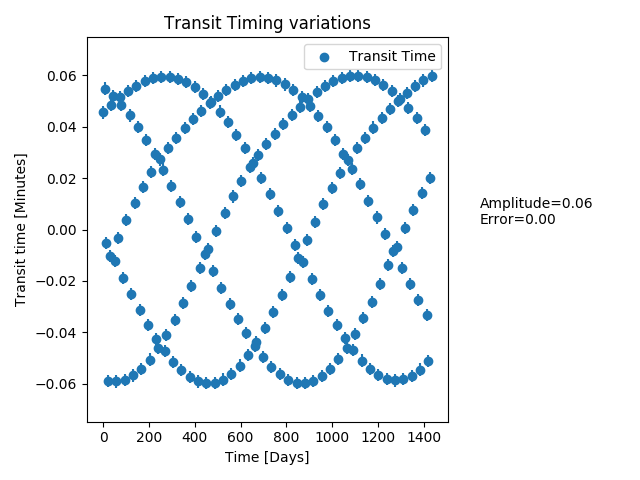 Transit Timing variations
Transit Time
0.06
0.04
0.02
0.00
−0.02
−0.04
−0.06
Transit time [Minutes]
0 200 400 600 800 1000 1200 1400
Time [Days]
Amplitude=0.06
Error=0.00